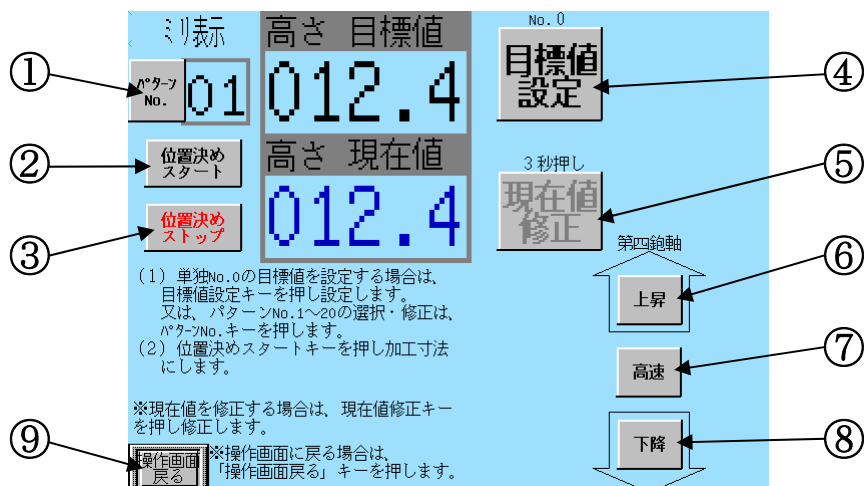 ミリ表示
高さ 目標値
No.0
① パターン No. 01
012.4
目標値
設定
④
② 位置決め
スタート
高さ 現在値
3秒押し
⑤
③ 位置決め
ストップ
012.4
現在値
修正
第四鉋軸
⑥
上昇
(1) 単独No.0の目標値を設定する場合は、
目標値設定キーを押し設定します。
又は、パターンNo.1～20の選択・修正は、
パターンNo.キーを押します。
(2) 位置決めスタートキーを押し加工寸法
にします。
⑦
高速
※現在値を修正する場合は、現在値修正キー
を押し修正します。
⑧
下降
⑨ 操作画面
戻る
※操作画面に戻る場合は、
「操作画面戻る」キーを押します。